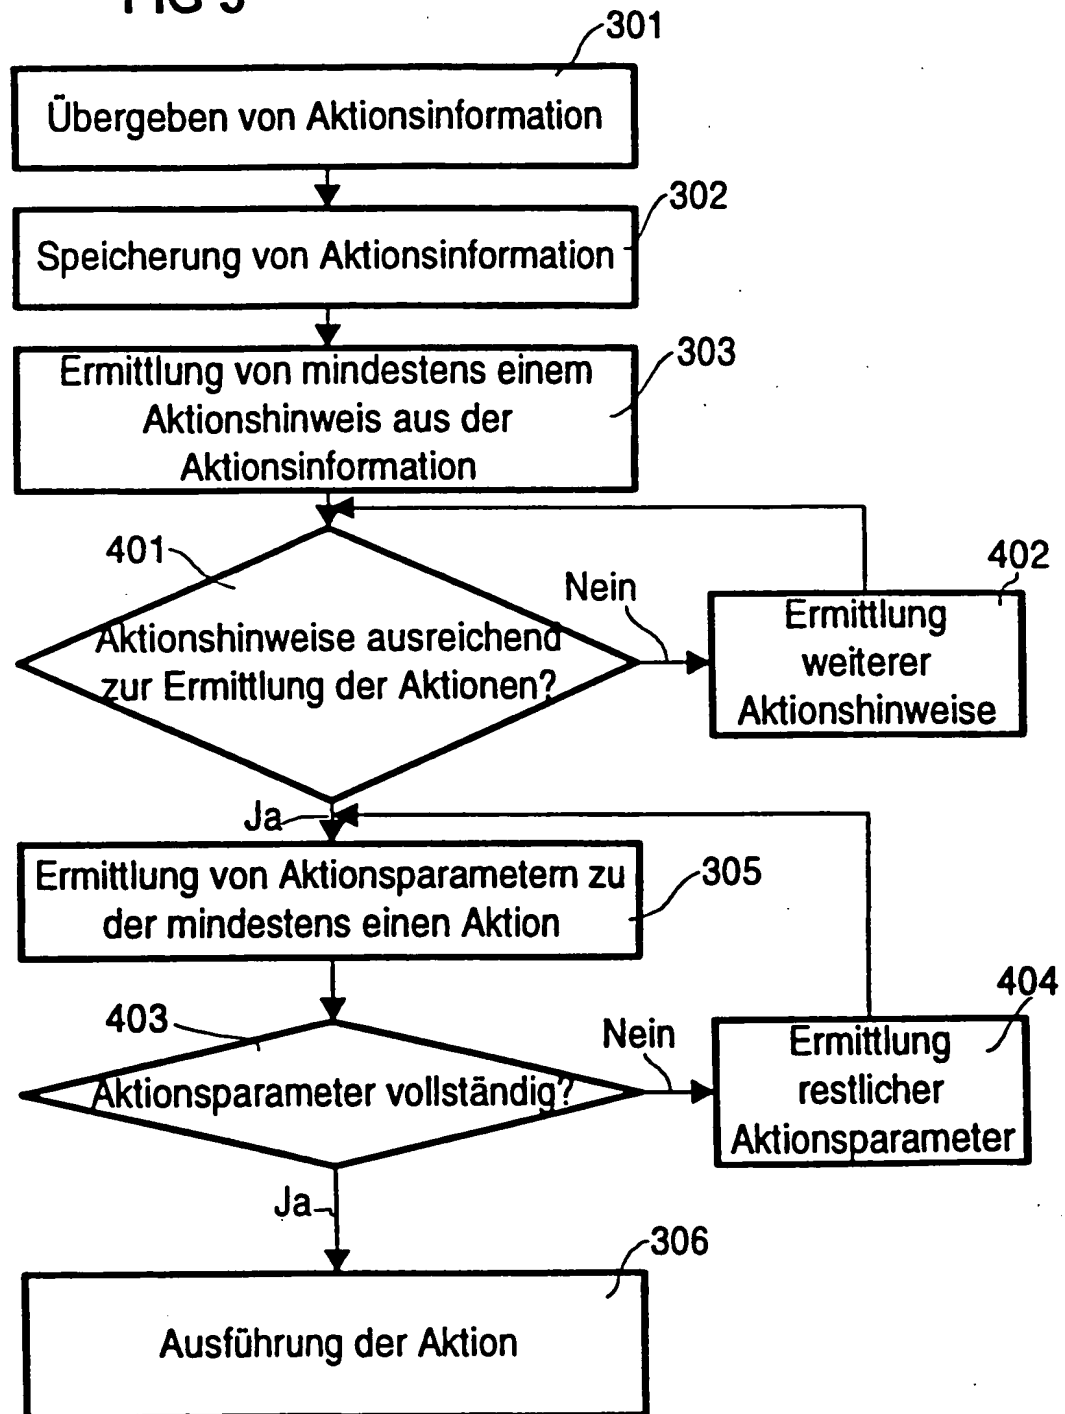 301
Übergeben von Aktionsinformation
302
Speicherung von Aktionsinformation
303
Ermittlung von mindestens einem
Aktionshinweis aus der
Aktionsinformation
401
Aktionshinweise ausreichend
zur Ermittlung der Aktionen?
Nein
402
Ermittlung
weiterer
Aktionshinweise
Ja
Ermittlung von Aktionsparametern zu
der mindestens einen Aktion
305
403
Aktionsparameter vollständig?
Nein
404
Ermittlung
restlicher
Aktionsparameter
Ja
306
Ausführung der Aktion